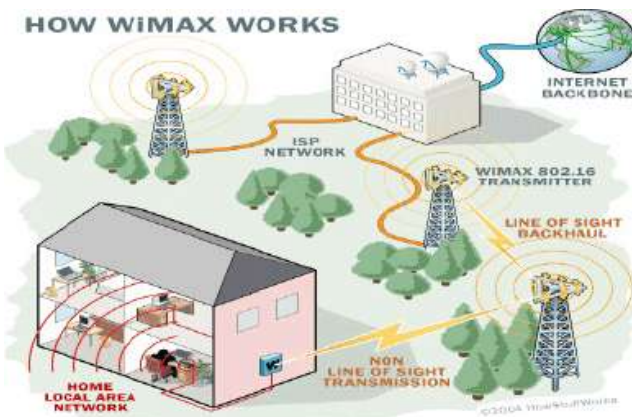 HOW WiMAX WORKS
INTERNET
BACKBONE
ISP
NETWORK
WIMAX 802.16
TRANSMITTER
LINE OF SIGHT
BACKHAUL
NON
LINE OF SIGHT
TRANSMISSION
HOME
LOCAL AREA
NETWORK
©2004 HowStuffWorks